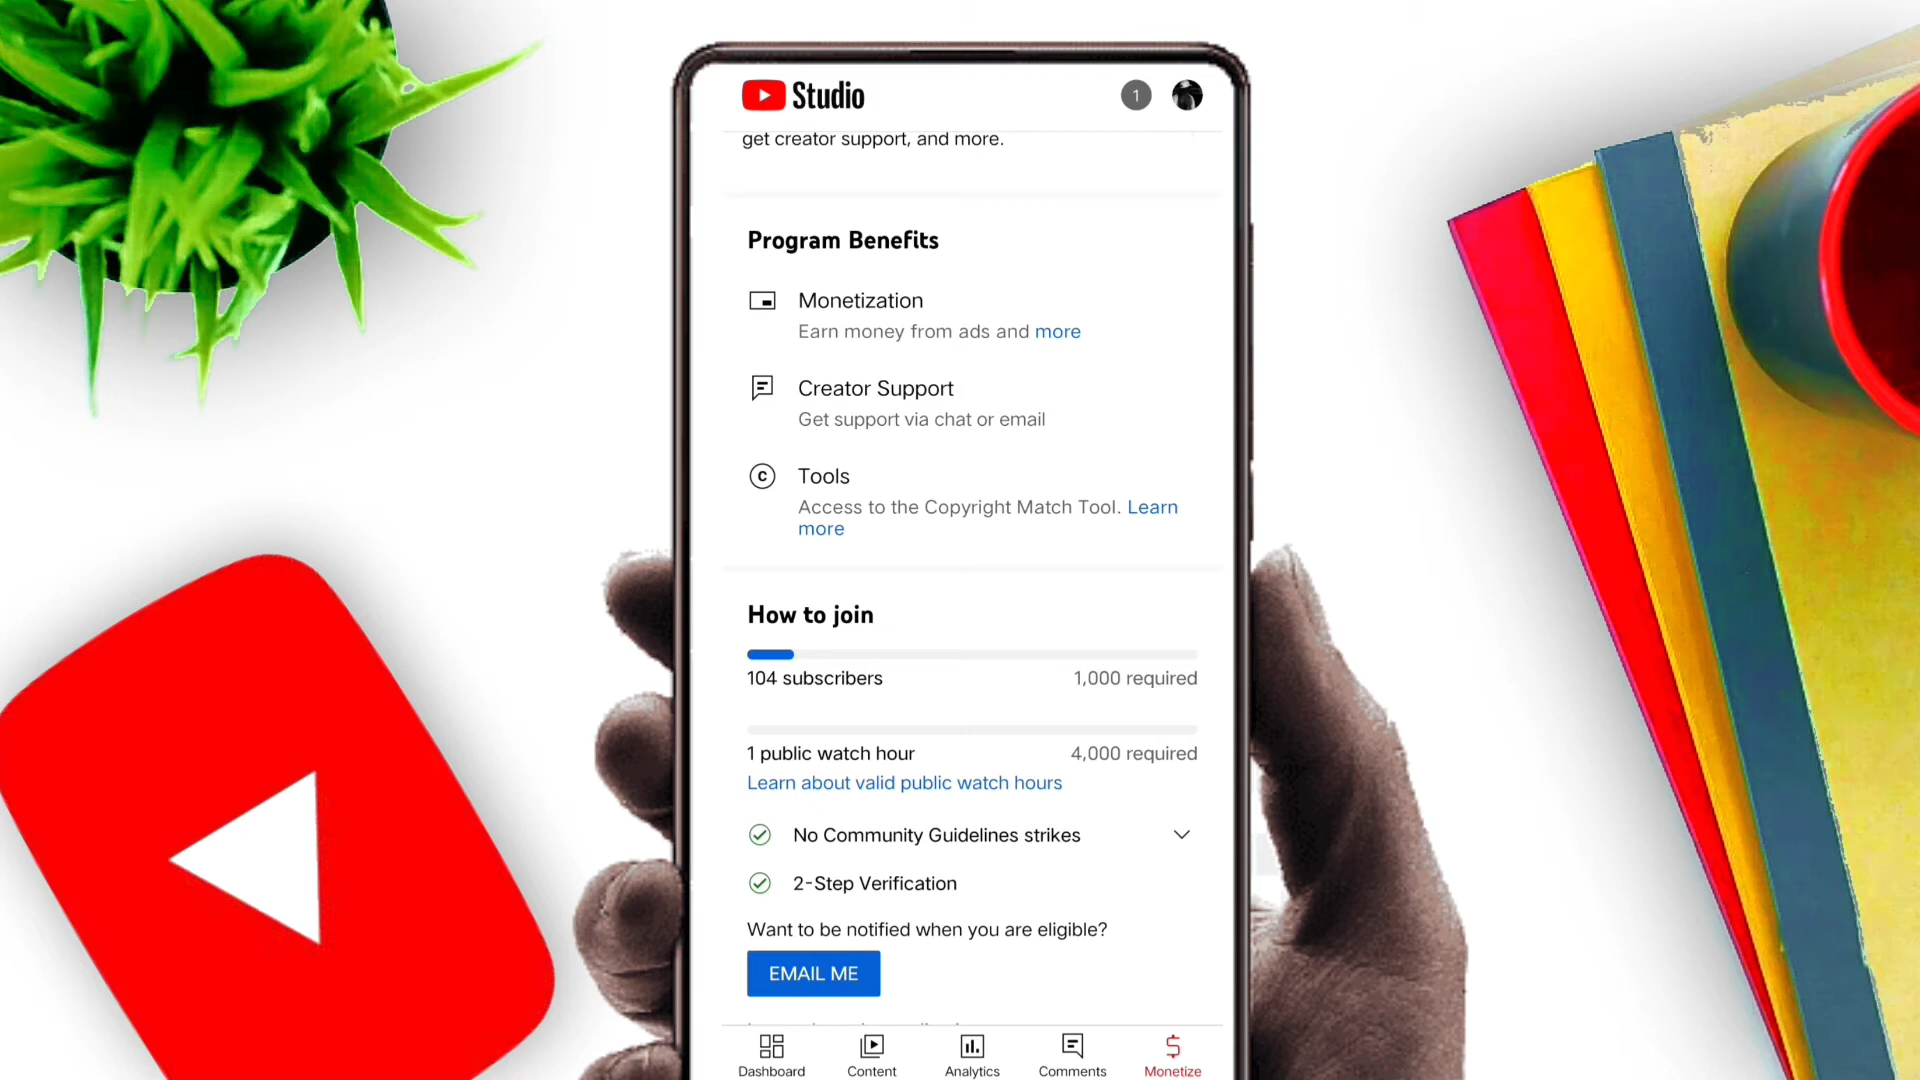 Studio
1
get creator support, and more.
Program Benefits
Monetization
Earn money from ads and more
Creator Support
Get support via chat or email
C
Tools
Access to the Copyright Match Tool. Learn
more
How to join
104 subscribers
1,000 required
1 public watch hour
4,000 required
Learn about valid public watch hours
No Community Guidelines strikes
2-Step Verification
Want to be notified when you are eligible?
EMAIL ME
Dashboard
Content
Analytics
Comments
Monetize